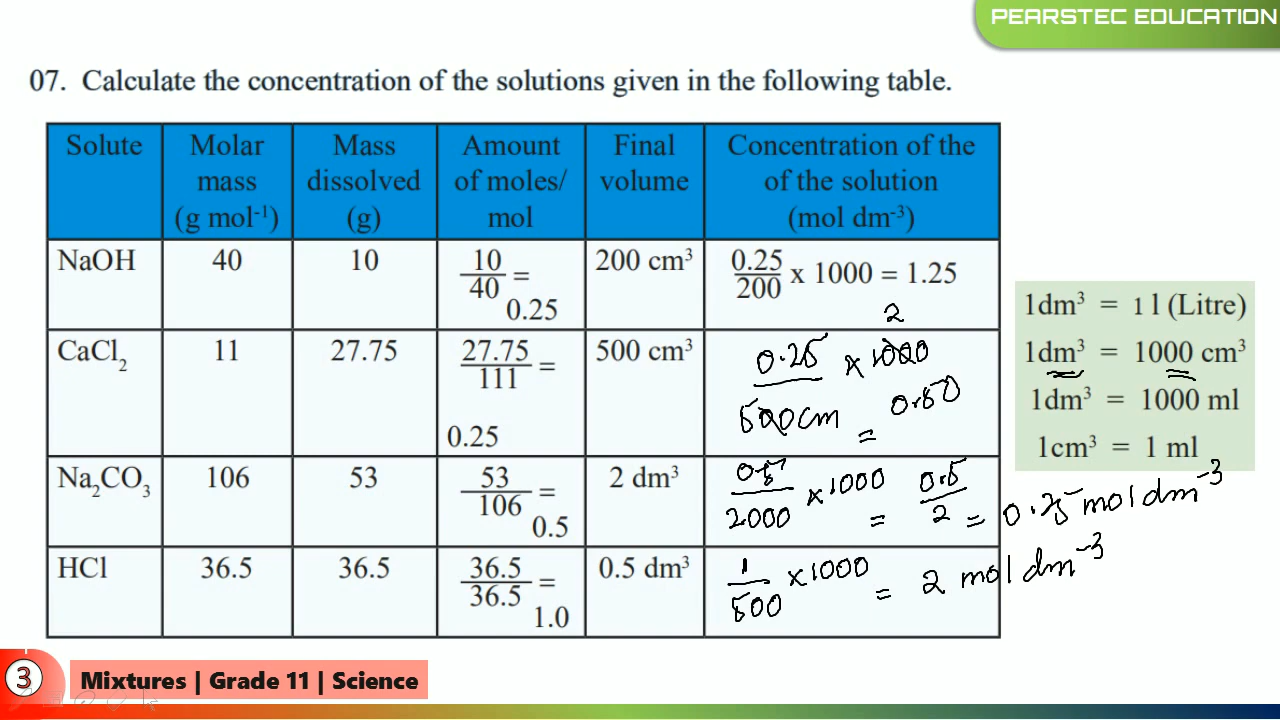 PEARSTEC EDUCATION
07. Calculate the concentration of the solutions given in the following table.
Solute
Molar mass (g mol⁻¹)
Mass dissolved (g)
Amount of moles/ mol
Final volume
Concentration of the of the solution (mol dm⁻³)
NaOH
40
10
10/40 = 0.25
200 cm³
0.25/200 x 1000 = 1.25
CaCl₂
11
27.75
27.75/111 = 0.25
500 cm³
2
0.25/500cm x 1000 = 0.50
Na₂CO₃
106
53
53/106 = 0.5
2 dm³
0.5/2000 x 1000 = 0.5/2 = 0.25 mol dm⁻³
HCl
36.5
36.5
36.5/36.5 = 1.0
0.5 dm³
1/500 x 1000 = 2 mol dm⁻³
1dm³ = 1 l (Litre)
1dm³ = 1000 cm³
1dm³ = 1000 ml
1cm³ = 1 ml
3
Mixtures | Grade 11 | Science